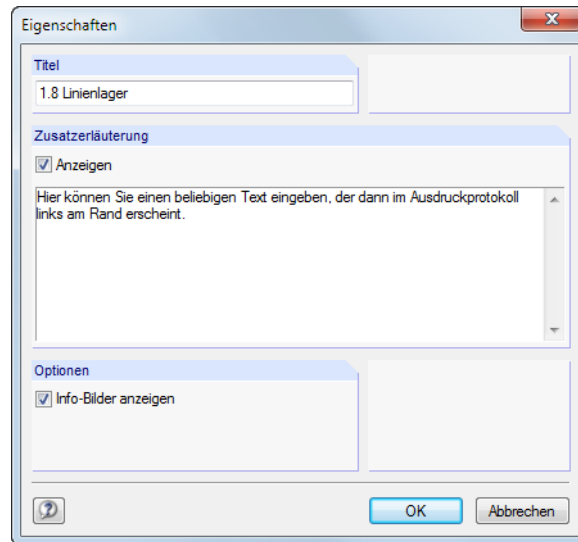 Eigenschaften
Titel
1.8 Linienlager
Zusatzerläuterung
Anzeigen
Hier können Sie einen beliebigen Text eingeben, der dann im Ausdruckprotokoll
links am Rand erscheint.
Optionen
Info-Bilder anzeigen
OK
Abbrechen